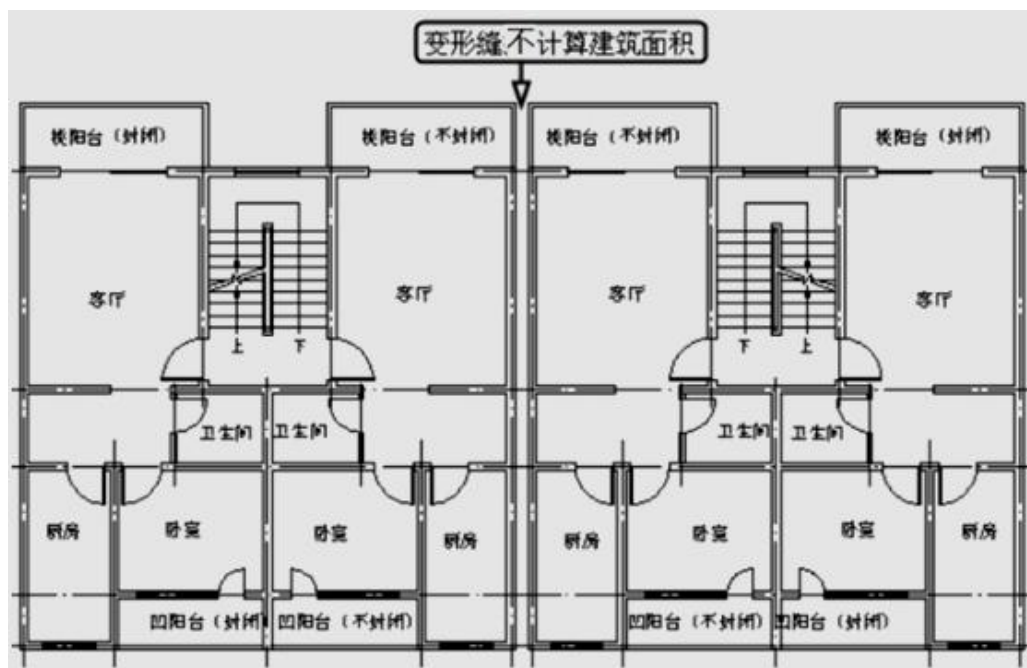 变形缝,不计算建筑面积
挑阳台(封闭) 挑阳台(不封闭) 挑阳台(不封闭) 挑阳台(封闭)
客厅 客厅 客厅 客厅
上 下 下 上
卫生间 卫生间 卫生间 卫生间
厨房 卧室 卧室 厨房 厨房 卧室 卧室 厨房
凹阳台(封闭) 凹阳台(不封闭) 凹阳台(不封闭) 凹阳台(封闭)